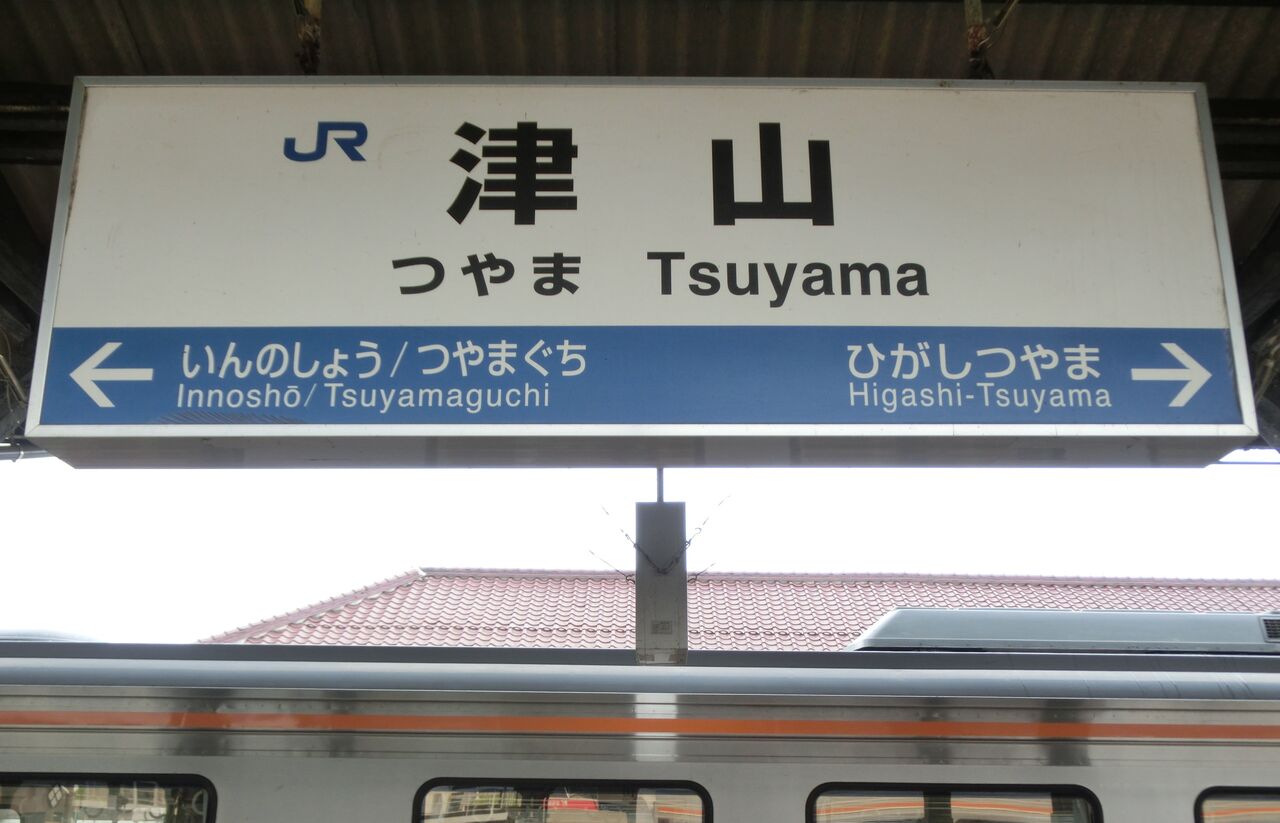 JR 津山
つやま Tsuyama
← いんのしょう/つやまぐち ひがしつやま →
Innoshō/Tsuyamaguchi Higashi-Tsuyama